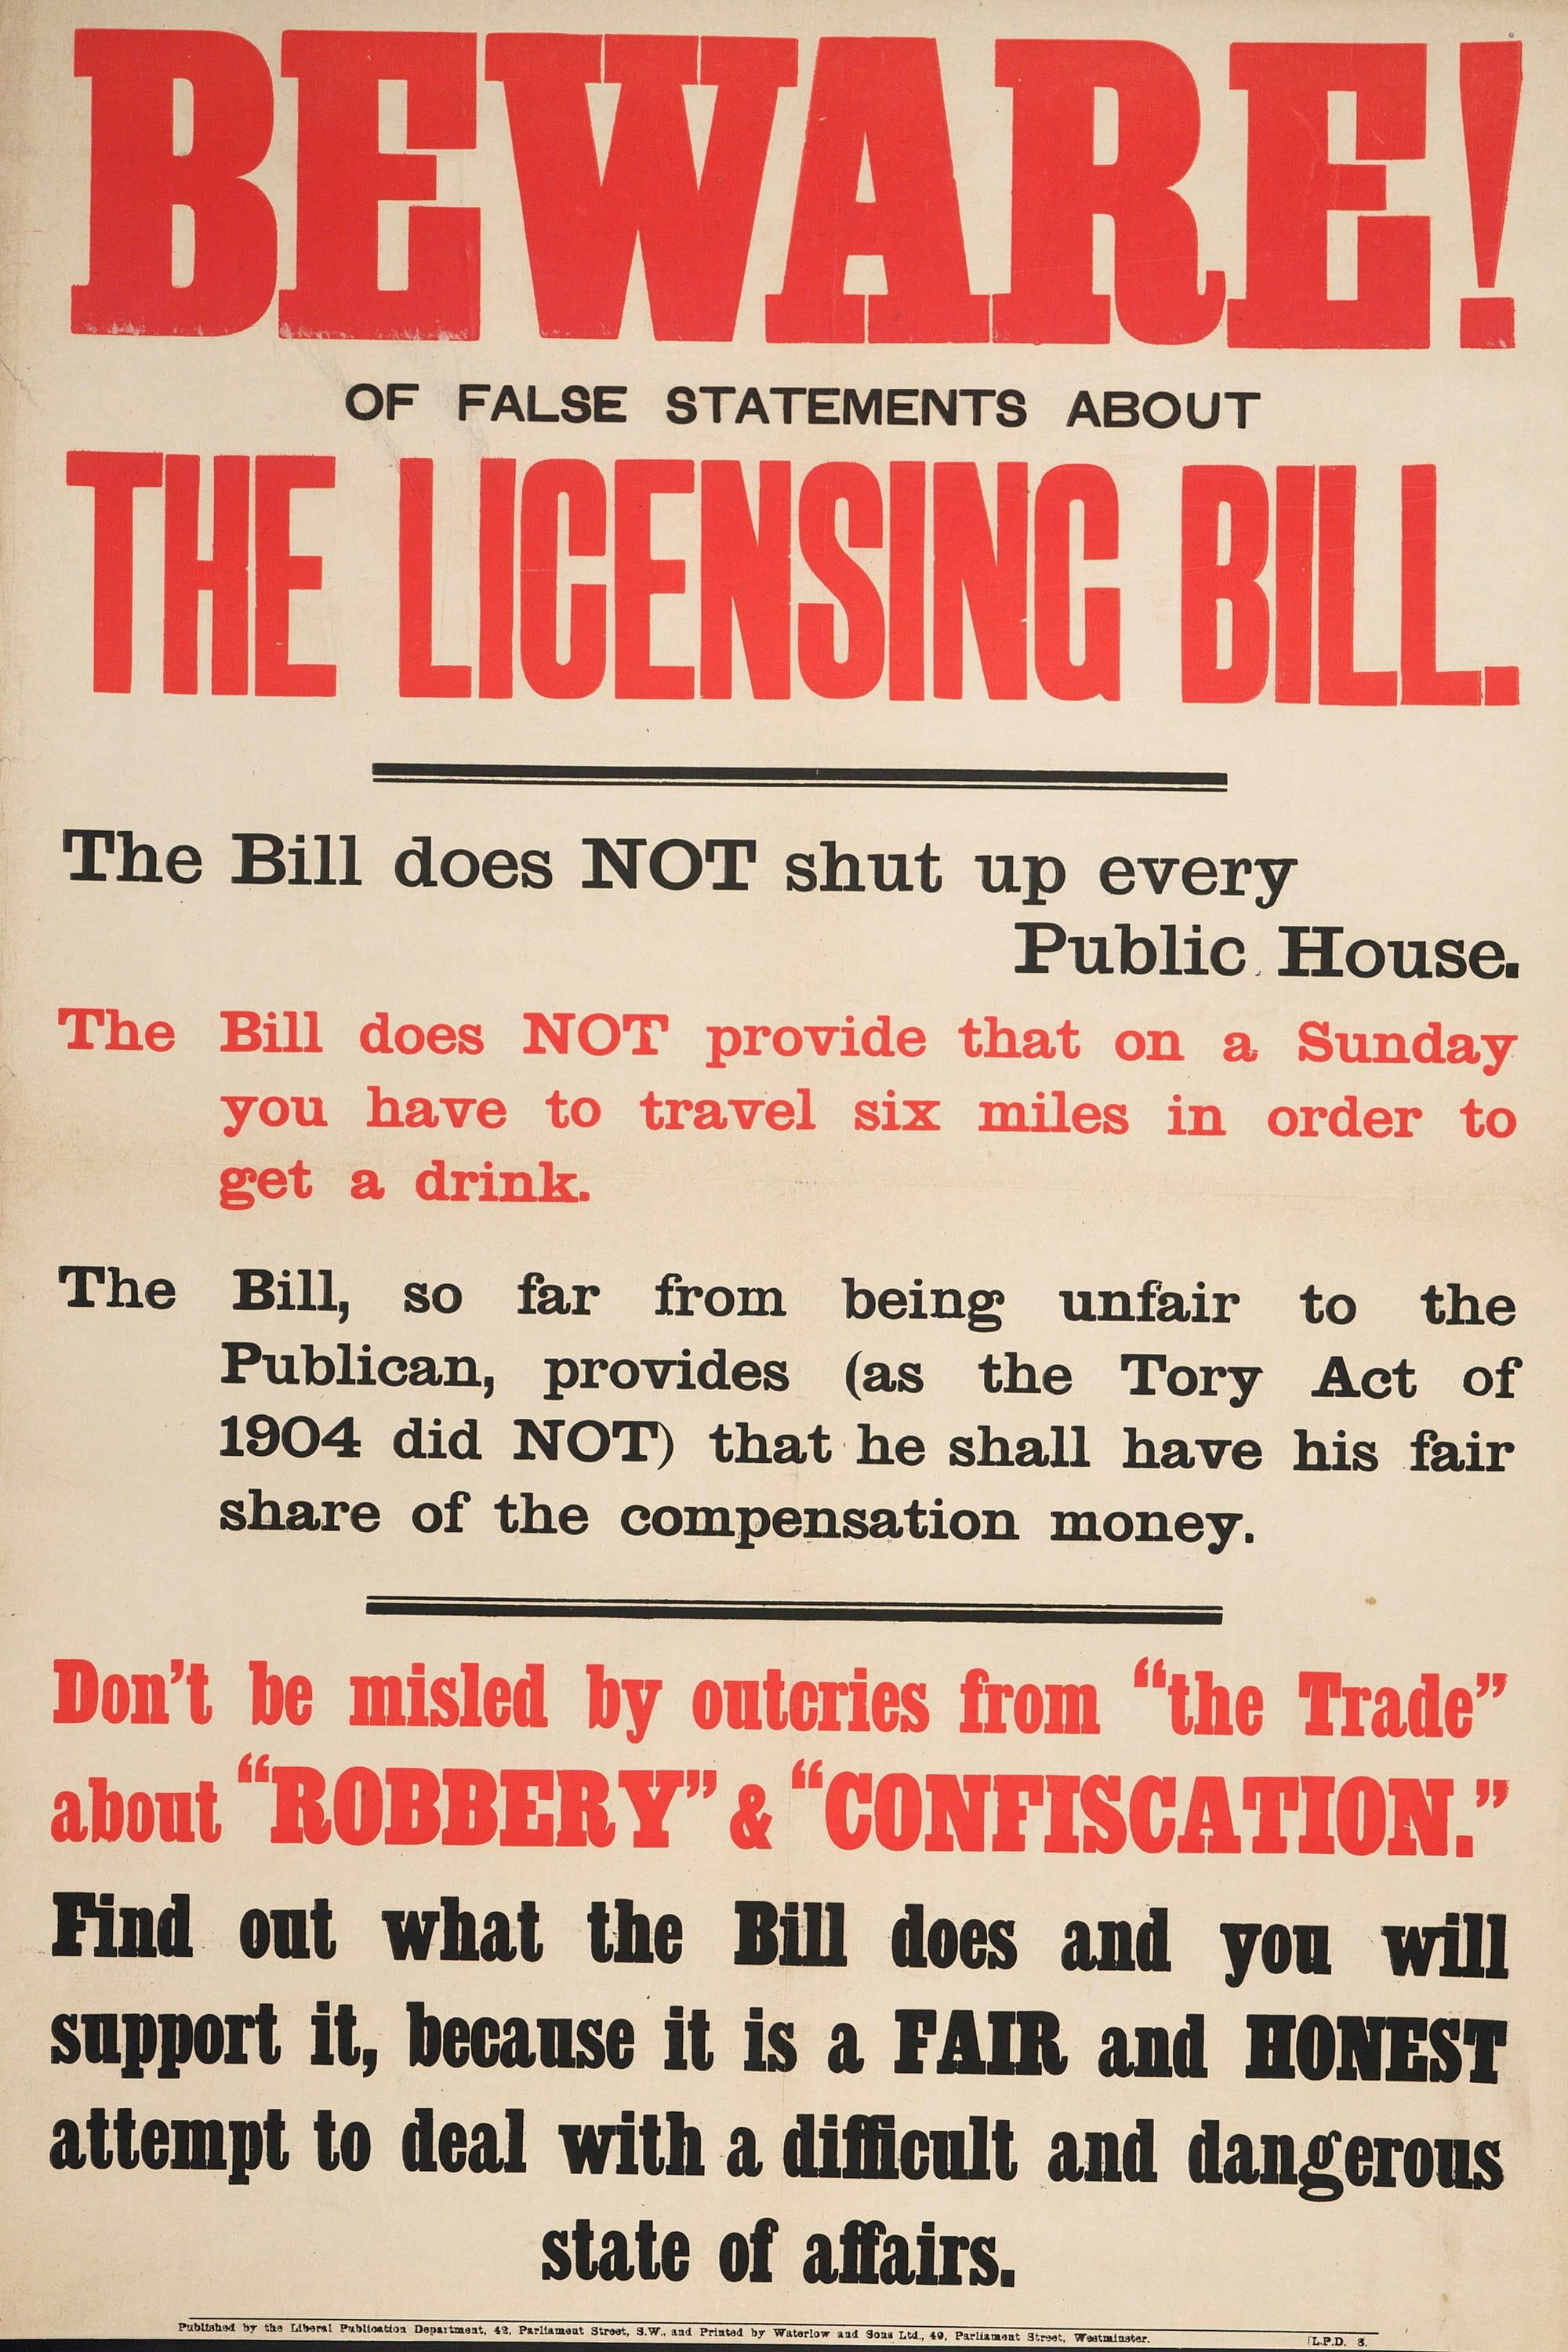 BEWARE!
OF FALSE STATEMENTS ABOUT
THE LICENSING BILL.
The Bill does NOT shut up every
Public House.
The Bill does NOT provide that on a Sunday
you have to travel six miles in order to
get a drink.
The Bill, so far from being unfair to the
Publican, provides (as the Tory Act of
1904 did NOT) that he shall have his fair
share of the compensation money.
Don't be misled by outcries from “the Trade”
about “ROBBERY” & “CONFISCATION.”
Find out what the Bill does and you will
support it, because it is a FAIR and HONEST
attempt to deal with a difficult and dangerous
state of affairs.
Published by the Liberal Publication Department, 42, Parliament Street, S.W., and Printed by Waterlow and Sons Ltd., 49, Parliament Street, Westminster. [L.P.D. 3.